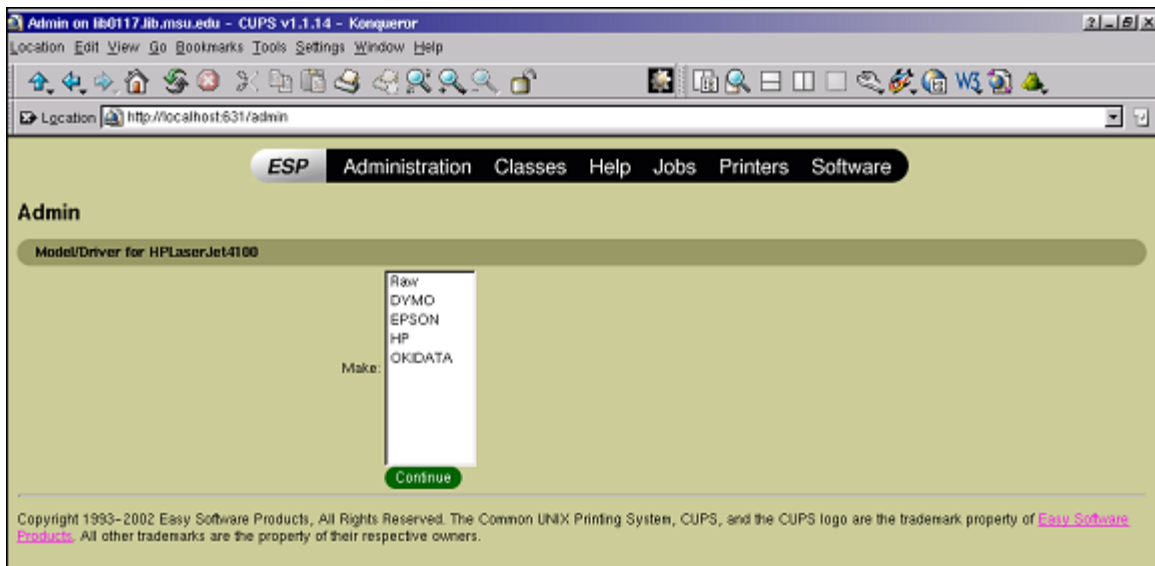 Admin on lib0117.lib.msu.edu - CUPS v1.1.14 - Konqueror
Location Edit View Go Bookmarks Tools Settings Window Help
Location http://localhost:631/admin
ESP Administration Classes Help Jobs Printers Software
Admin
Model/Driver for HPLaserJet4100
Raw
DYMO
EPSON
HP
OKIDATA
Make:
Continue
Copyright 1993-2002 Easy Software Products, All Rights Reserved. The Common UNIX Printing System, CUPS, and the CUPS logo are the trademark property of Easy Software
Products. All other trademarks are the property of their respective owners.